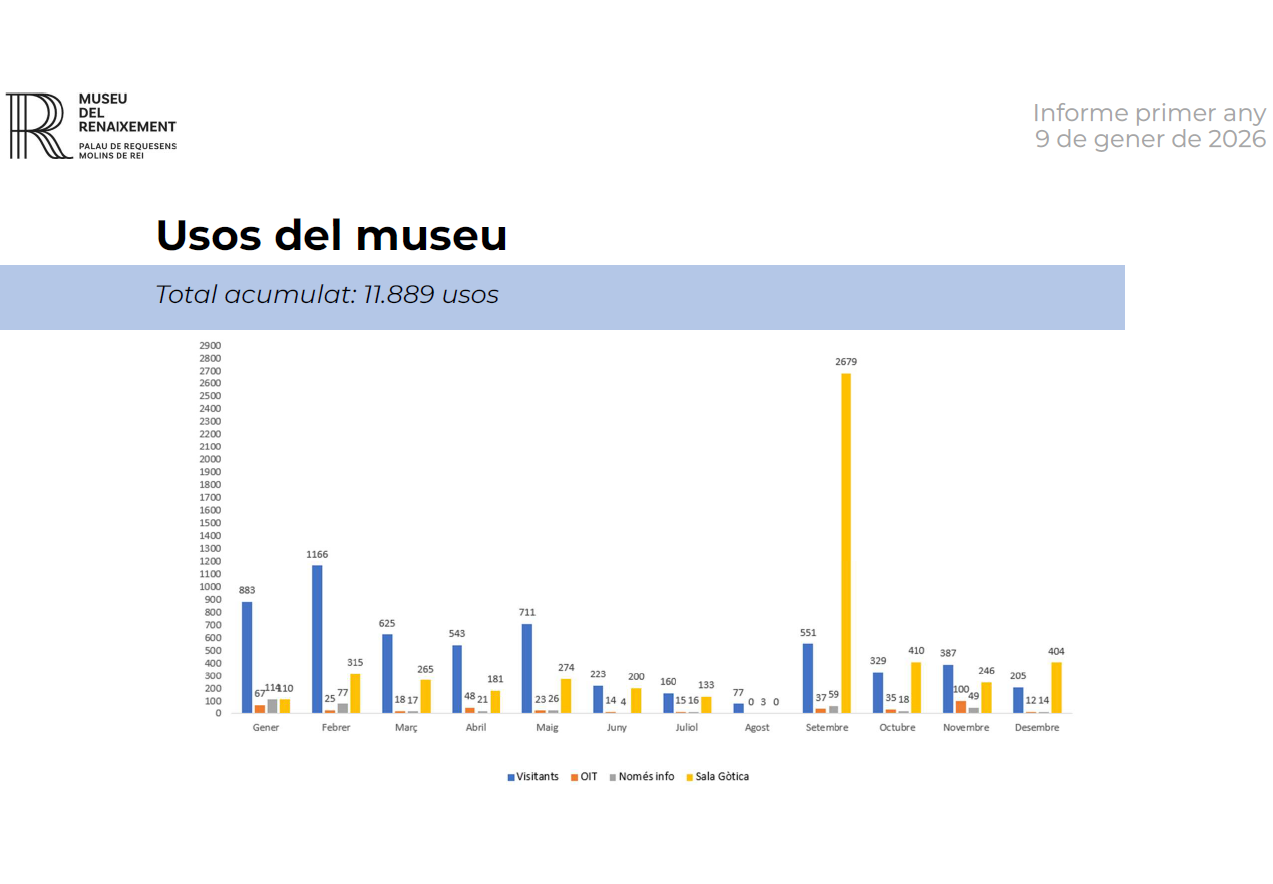 MUSEU
DEL
RENAIXEMENT
PALAU DE REQUESENS
MOLINS DE REI
Informe primer any
9 de gener de 2026
Usos del museu
Total acumulat: 11.889 usos
2900
2800
2700
2600
2500
2400
2300
2200
2100
2000
1900
1800
1700
1600
1500
1400
1300
1200
1100
1000
900
800
700
600
500
400
300
200
100
0
883 67 114 110
1166 25 77 315
625 18 17 265
543 48 21 181
711 23 26 274
223 14 4 200
160 15 16 133
77 0 3 0
551 37 59 2679
329 35 18 410
387 100 49 246
205 12 14 404
Gener Febrer Març Abril Maig Juny Juliol Agost Setembre Octubre Novembre Desembre
Visitants OIT Només info Sala Gòtica